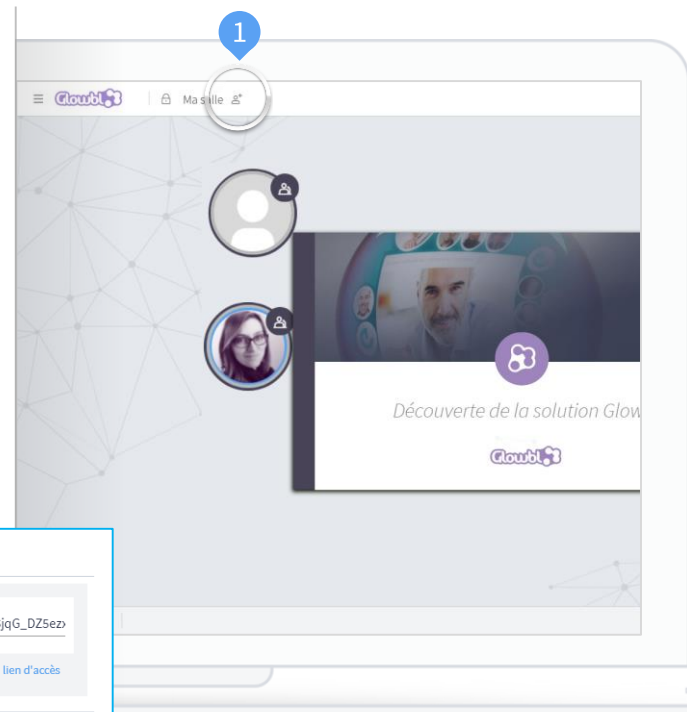 1
Glowbl
Ma salle
Découverte de la solution Glow
Glowbl
jqG_DZ5ez
lien d'accès